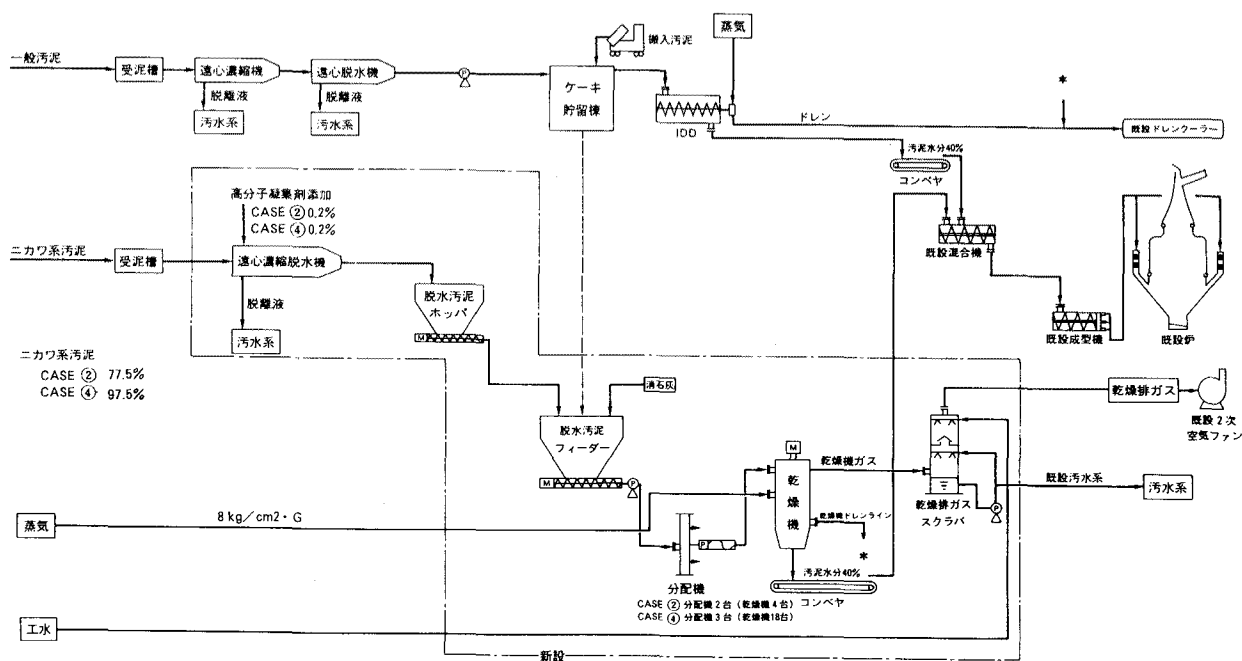 蒸気
搬入汚泥
一般汚泥
受泥槽
遠心濃縮機
遠心脱水機
P
ケーキ
貯留棟
脱離液
脱離液
汚水系
汚水系
IDD
ドレン
*
既設ドレンクーラー
汚泥水分40%
コンベヤ
高分子凝集剤添加
CASE ② 0.2%
CASE ④ 0.2%
ニカワ系汚泥
受泥槽
遠心濃縮脱水機
既設混合機
脱離液
脱水汚泥
ホッパ
M
汚水系
既設成型機
既設炉
ニカワ系汚泥
CASE ② 77.5%
CASE ④ 97.5%
消石灰
乾燥排ガス
既設2次
空気ファン
脱水汚泥
フィーダー
M
P
M
乾燥機ガス
乾燥機
既設汚水系
汚水系
P
乾燥排ガス
スクラバ
8 kg/cm2・G
蒸気
P
乾燥機ドレンライン
*
分配機
汚泥水分40%
コンベヤ
CASE ② 分配機2台(乾燥機4台)
CASE ④ 分配機3台(乾燥機18台)
工水
新設